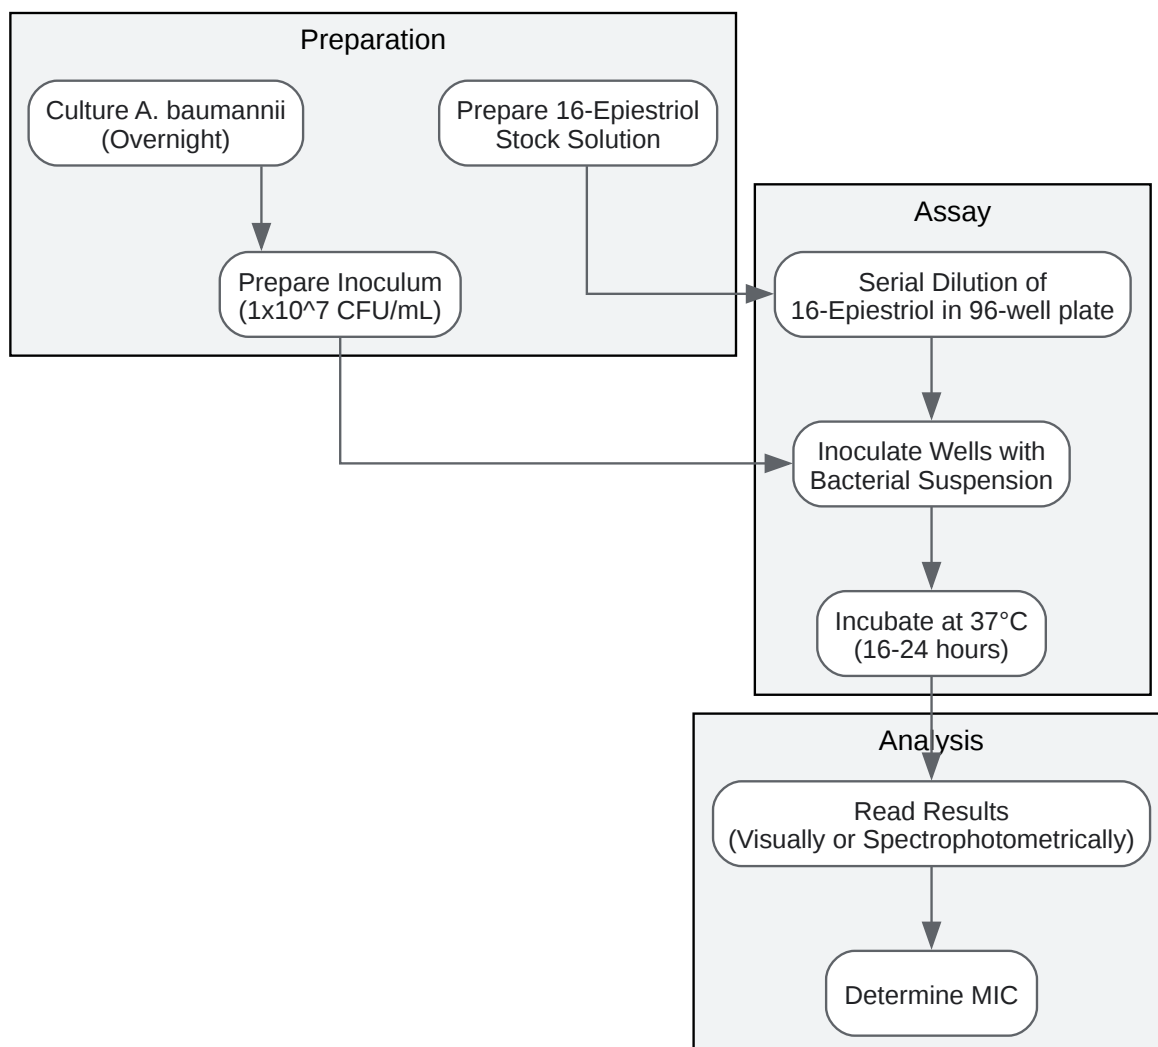 Preparation
Culture A. baumannii
(Overnight)
Prepare 16-Epiestriol
Stock Solution
Prepare Inoculum
(1x10^7 CFU/mL)
Assay
Serial Dilution of
16-Epiestriol in 96-well plate
Inoculate Wells with
Bacterial Suspension
Incubate at 37°C
(16-24 hours)
Analysis
Read Results
(Visually or Spectrophotometrically)
Determine MIC